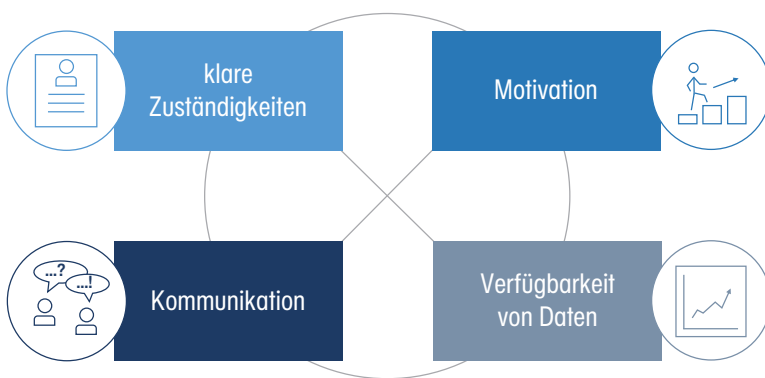 klare
Zuständigkeiten
Motivation
...?
...!
Kommunikation
Verfügbarkeit
von Daten